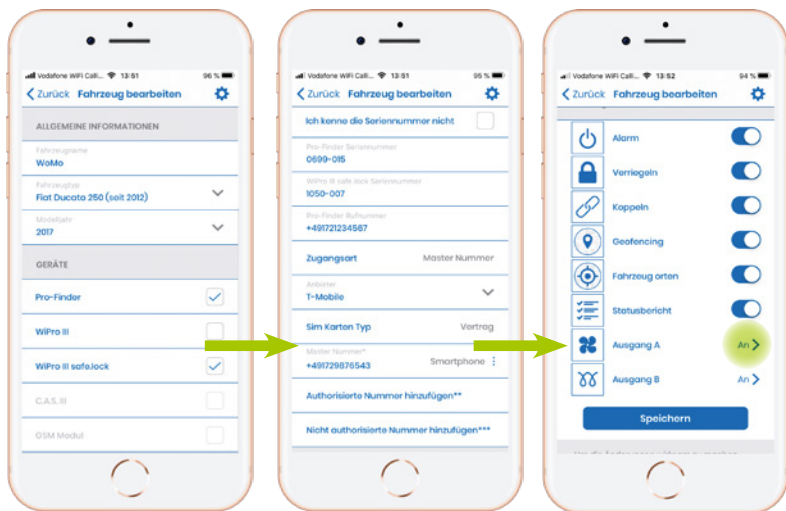 Vodafone WiFi Calli... 13:51 96 %
Zurück Fahrzeug bearbeiten
ALLGEMEINE INFORMATIONEN
Fahrzeugname
WoMo
Fahrzeugtyp
Fiat Ducato 250 (seit 2012)
Modelljahr
2017
GERÄTE
Pro-Finder
WiPro III
WiPro III safe.lock
C.A.S. III
GSM Modul
Vodafone WiFi Calli... 13:51 95 %
Zurück Fahrzeug bearbeiten
Ich kenne die Seriennummer nicht
Pro-Finder Seriennummer
0699-015
WiPro III safe lock Seriennummer
1050-007
Pro-Finder Rufnummer
+491721234567
Zugangsart Master Nummer
Anbieter
T-Mobile
Sim Karten Typ Vertrag
Master Nummer*
+491729876543 Smartphone
Authorisierte Nummer hinzufügen**
Nicht authorisierte Nummer hinzufügen***
Vodafone WiFi Calli... 13:52 94 %
Zurück Fahrzeug bearbeiten
Alarm
Verriegeln
Koppeln
Geofencing
Fahrzeug orten
Statusbericht
Ausgang A An
Ausgang B An
Speichern